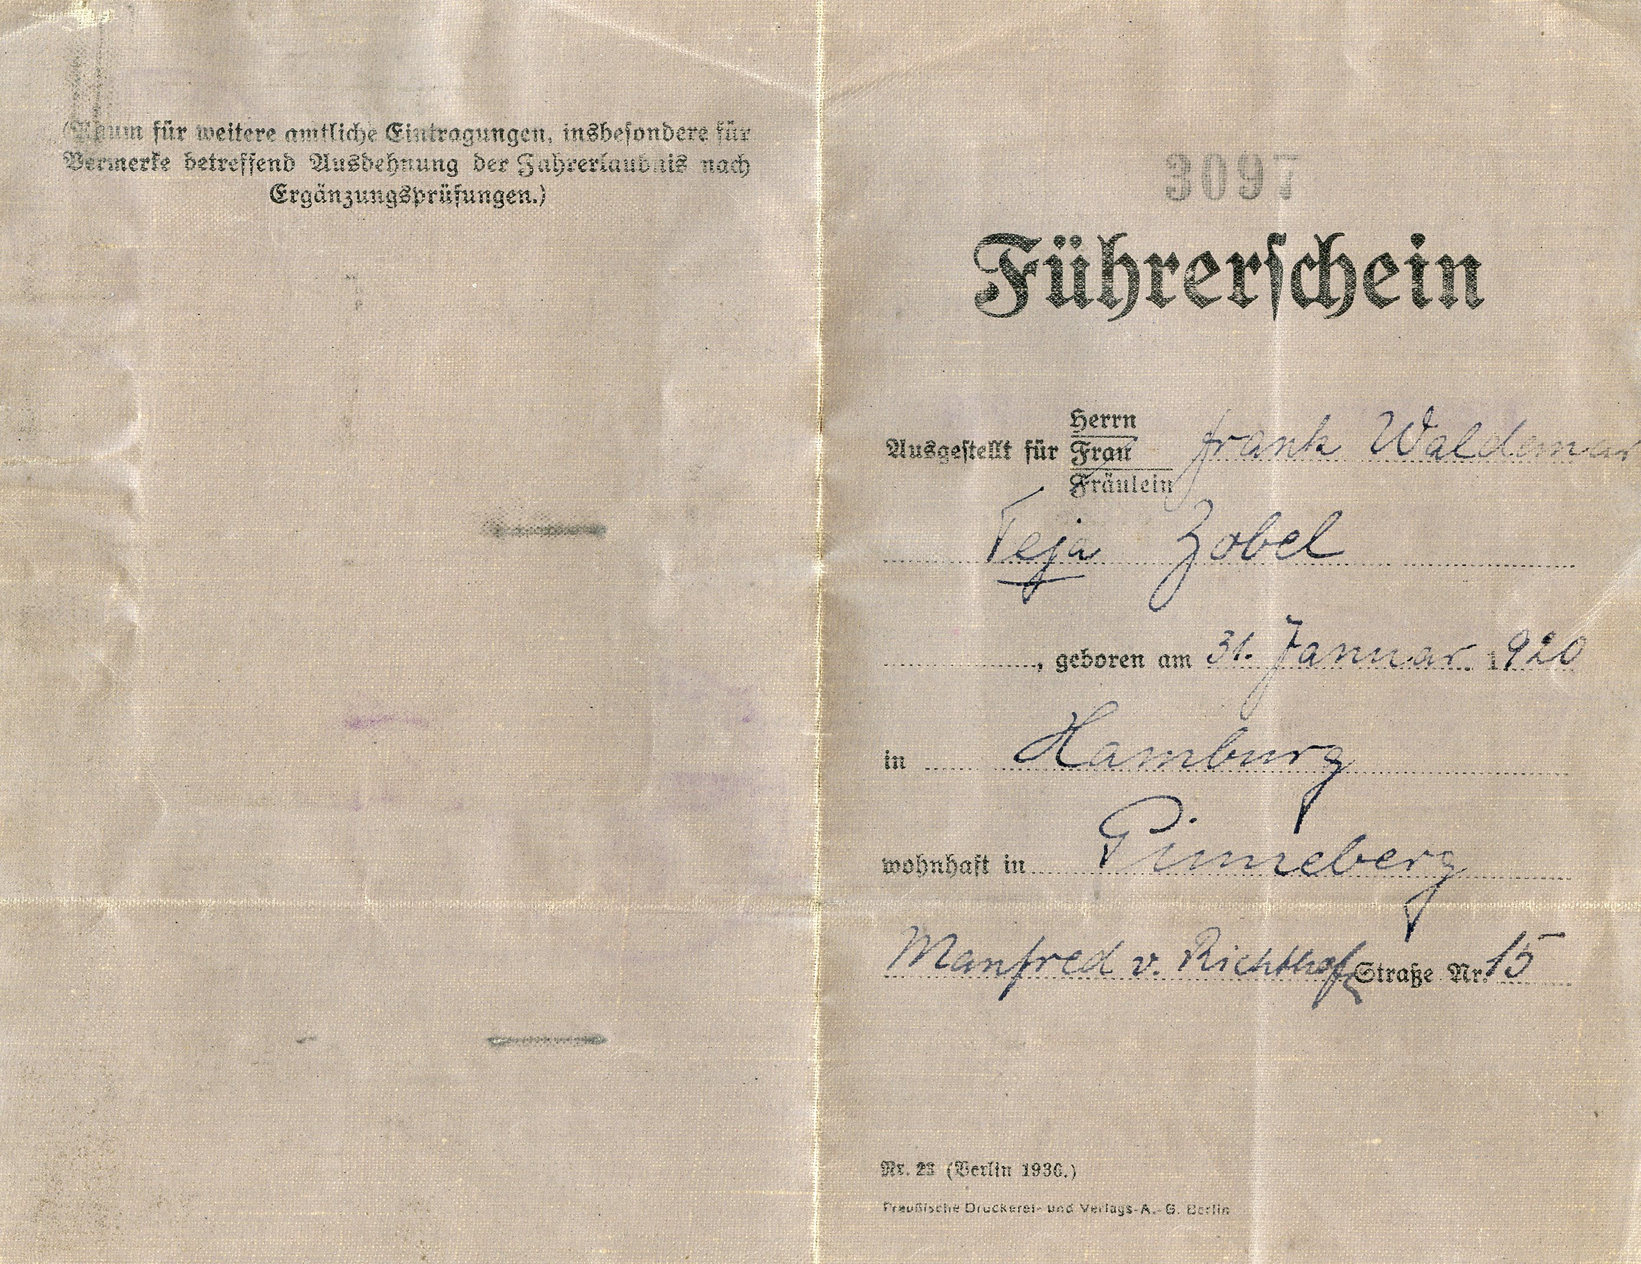 (Raum für weitere amtliche Eintragungen, insbesondere für
Vermerke betreffend Ausdehnung der Fahrerlaubnis nach
Ergänzungsprüfungen.)
3097
Führerschein
Ausgestellt für Herrn Frau Fräulein Frank Waldemar
Teja Zobel
, geboren am 31. Januar 1920
in Hamburg
wohnhaft in Pinneberg
Manfred v. Richthof Straße Nr. 15
Nr. 23 (Berlin 1936.)
Preußische Druckerei- und Verlags-A.-G. Berlin